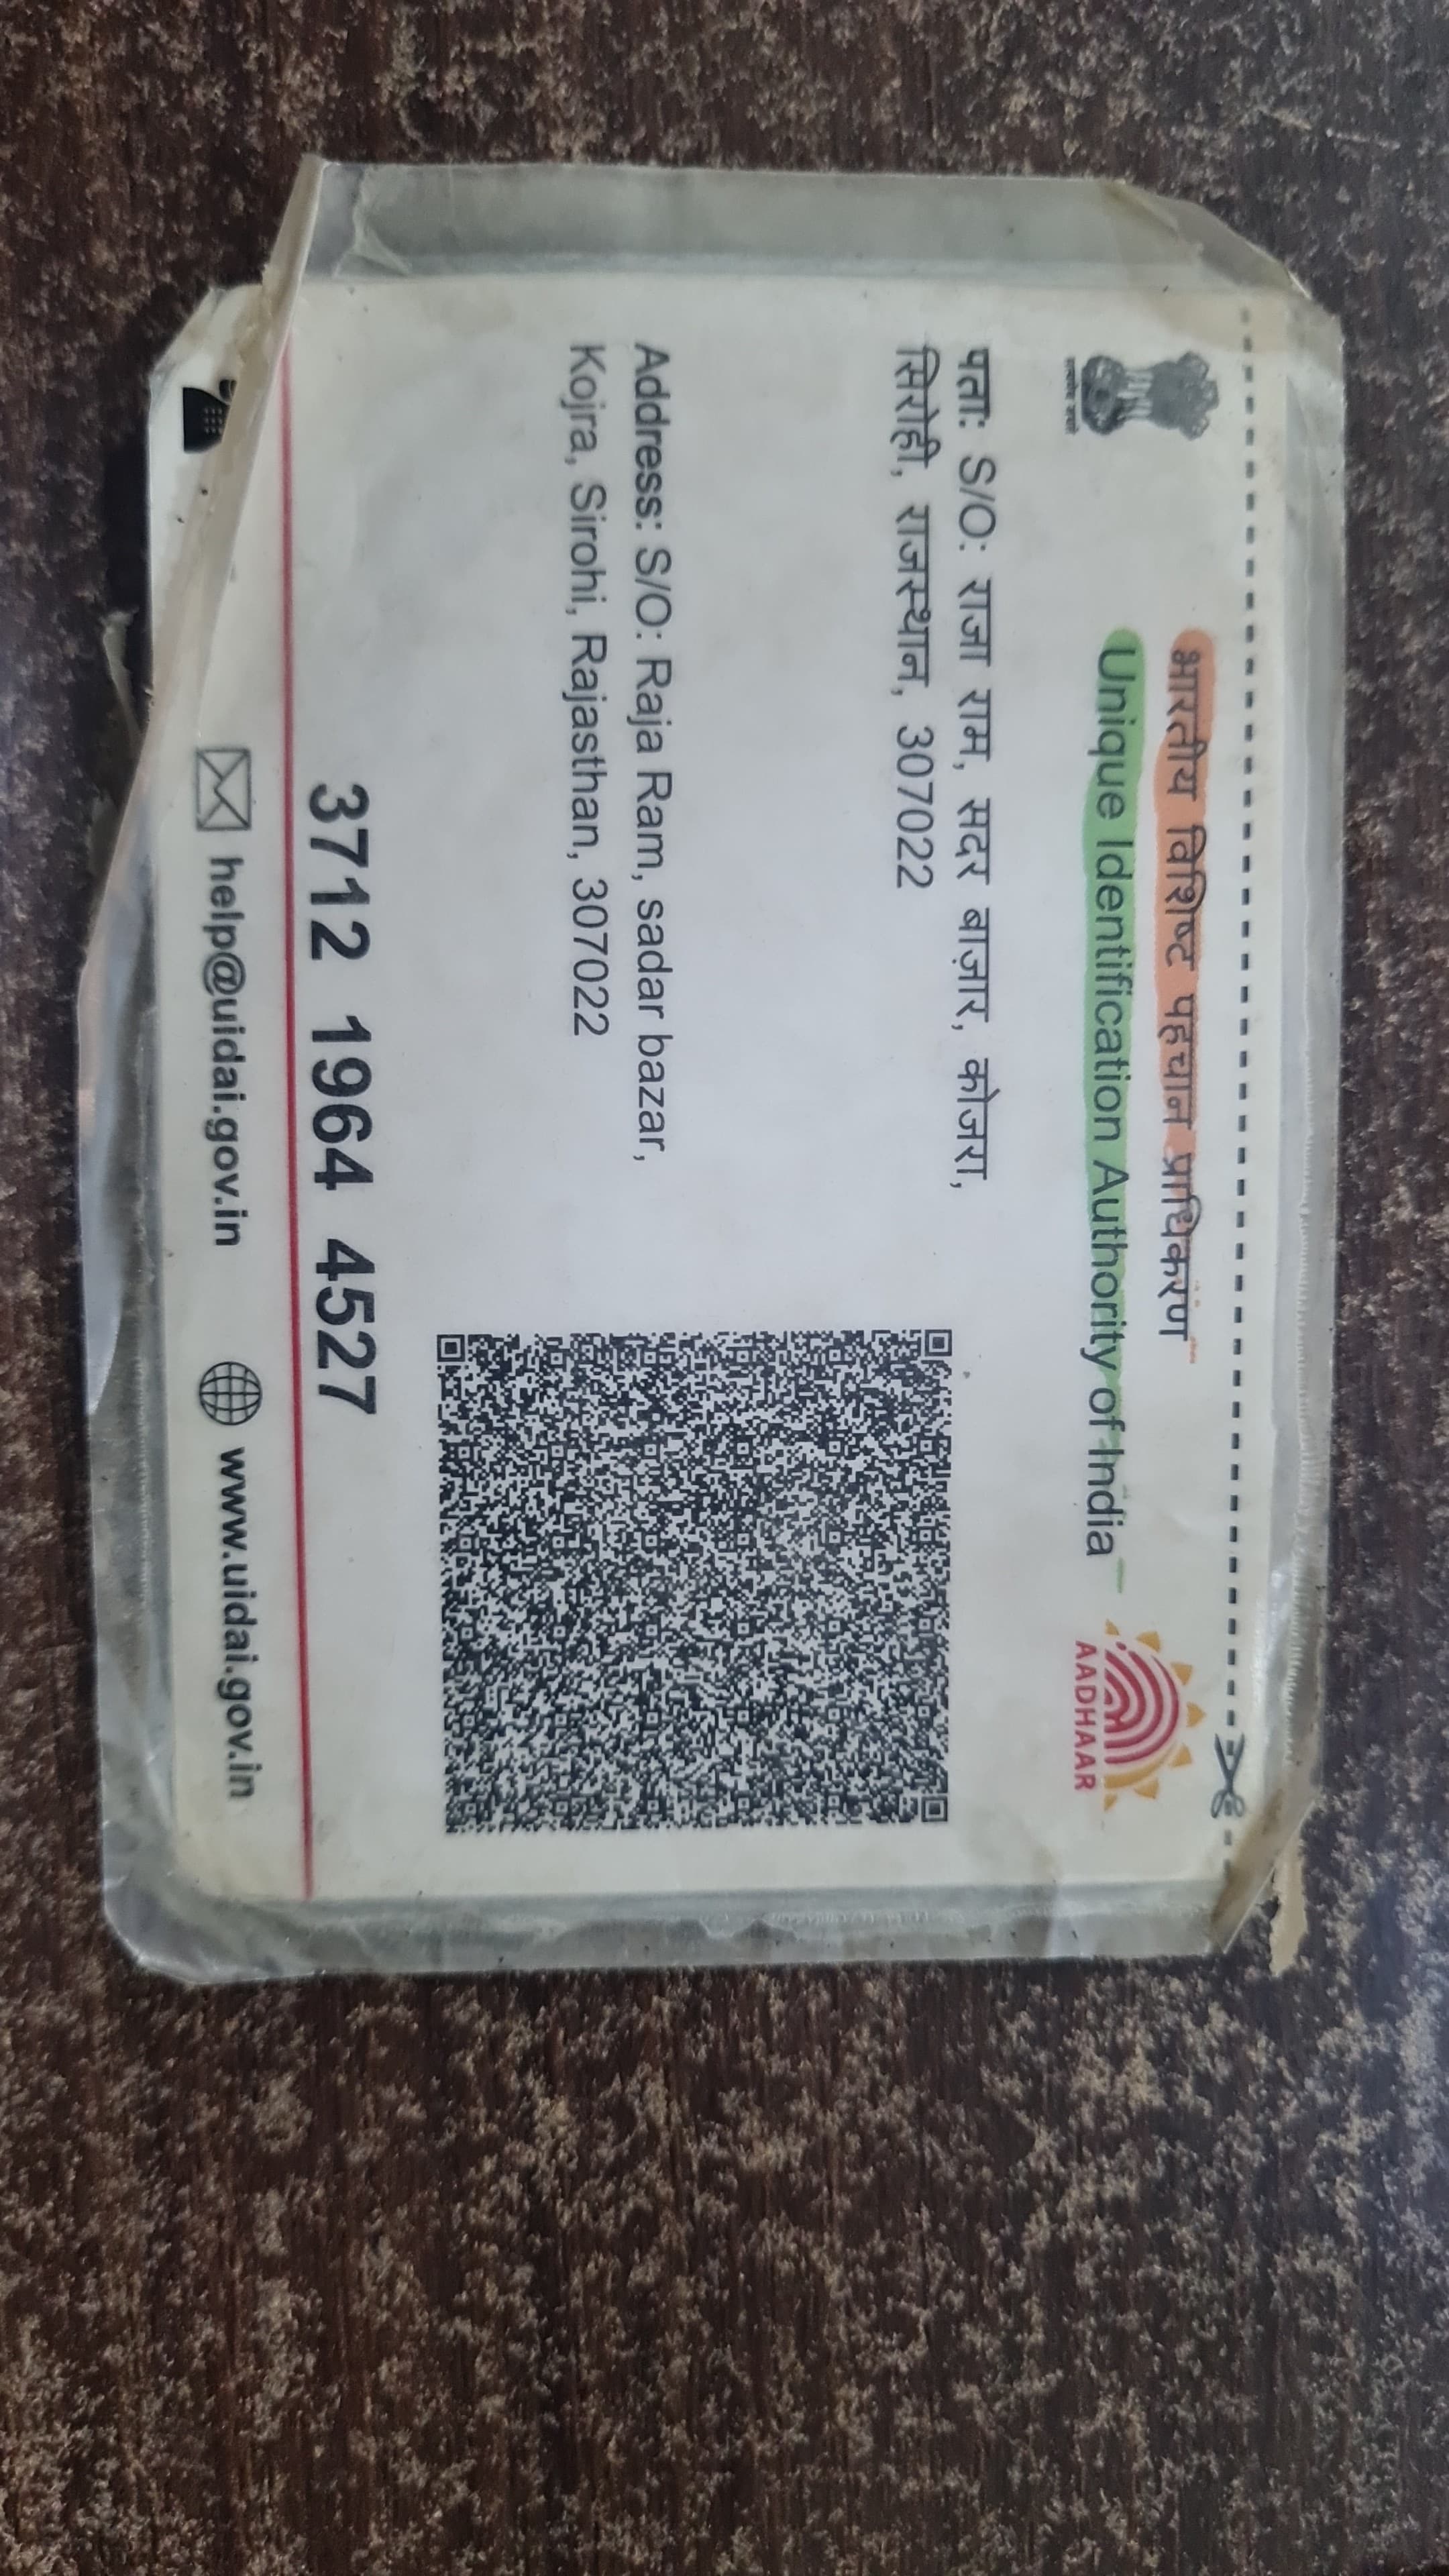 भारतीय विशिष्ट पहचान प्राधिकरण
Unique Identification Authority of India
AADHAAR
पता: S/O: राजा राम, सदर बाज़ार, कोजरा,
सिरोही, राजस्थान, 307022
Address: S/O: Raja Ram, sadar bazar,
Kojra, Sirohi, Rajasthan, 307022
3712 1964 4527
help@uidai.gov.in
www.uidai.gov.in